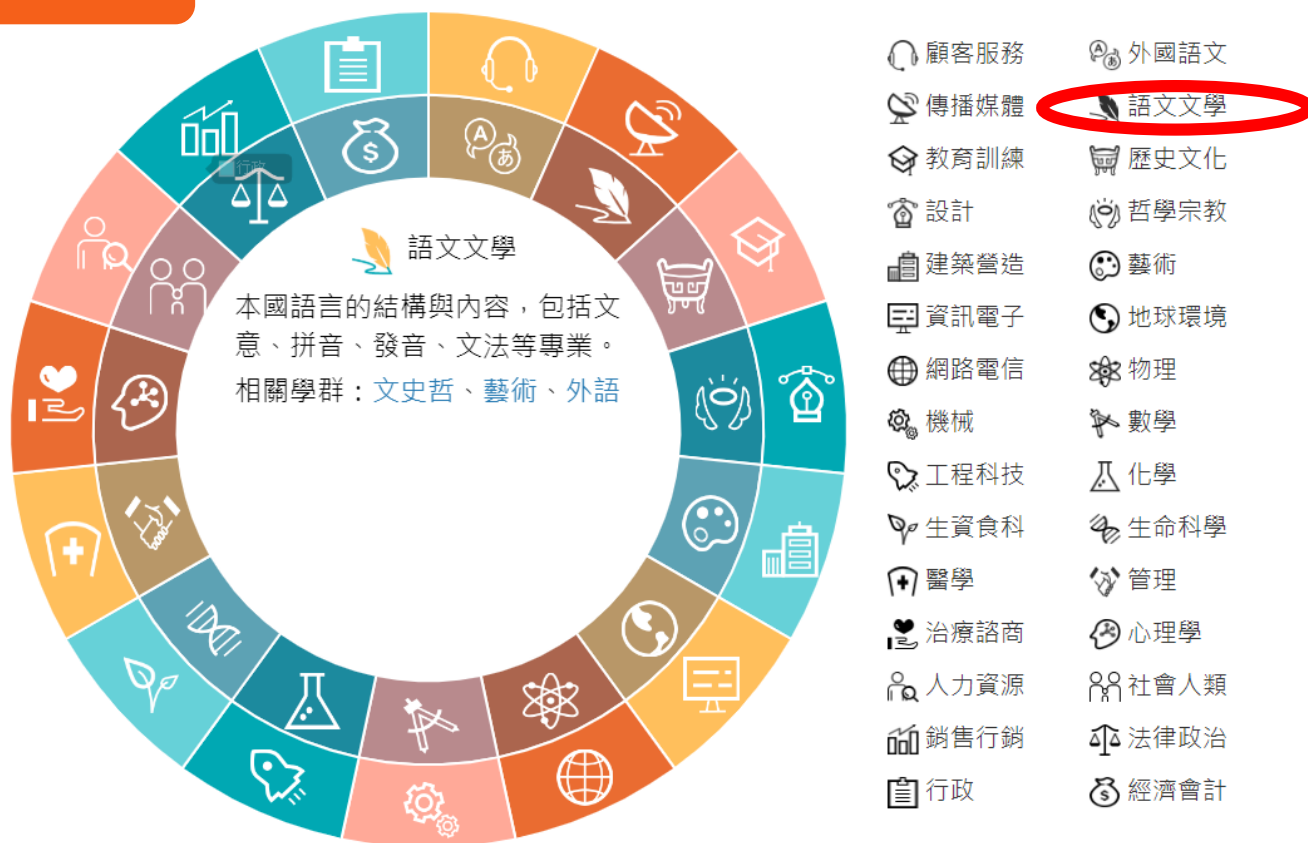 行政
語文文學
本國語言的結構與內容，包括文
意、拼音、發音、文法等專業。
相關學群：文史哲、藝術、外語
顧客服務
傳播媒體
教育訓練
設計
建築營造
資訊電子
網路電信
機械
工程科技
生資食科
醫學
治療諮商
人力資源
銷售行銷
行政
外國語文
語文文學
歷史文化
哲學宗教
藝術
地球環境
物理
數學
化學
生命科學
管理
心理學
社會人類
法律政治
經濟會計